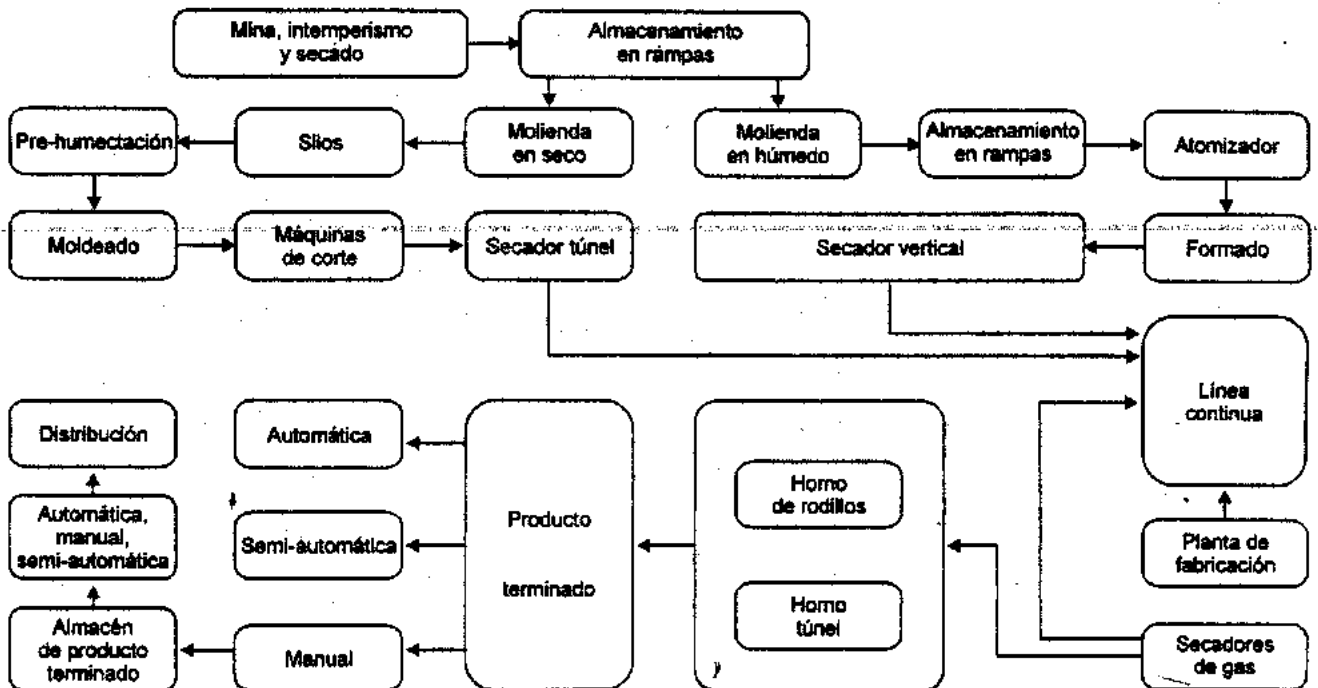 Mina, intemperismo
y secado
Almacenamiento
en rampas
Pre-humectación
Silos
Molienda
en seco
Molienda
en húmedo
Almacenamiento
en rampas
Atomizador
Moldeado
Máquinas
de corte
Secador túnel
Secador vertical
Formado
Línea
continua
Distribución
Automática
Horno
de rodillos
Automática,
manual,
semi-automática
Semi-automática
Producto
terminado
Planta de
fabricación
Horno
túnel
Almacén
de producto
terminado
Manual
Secadores
de gas